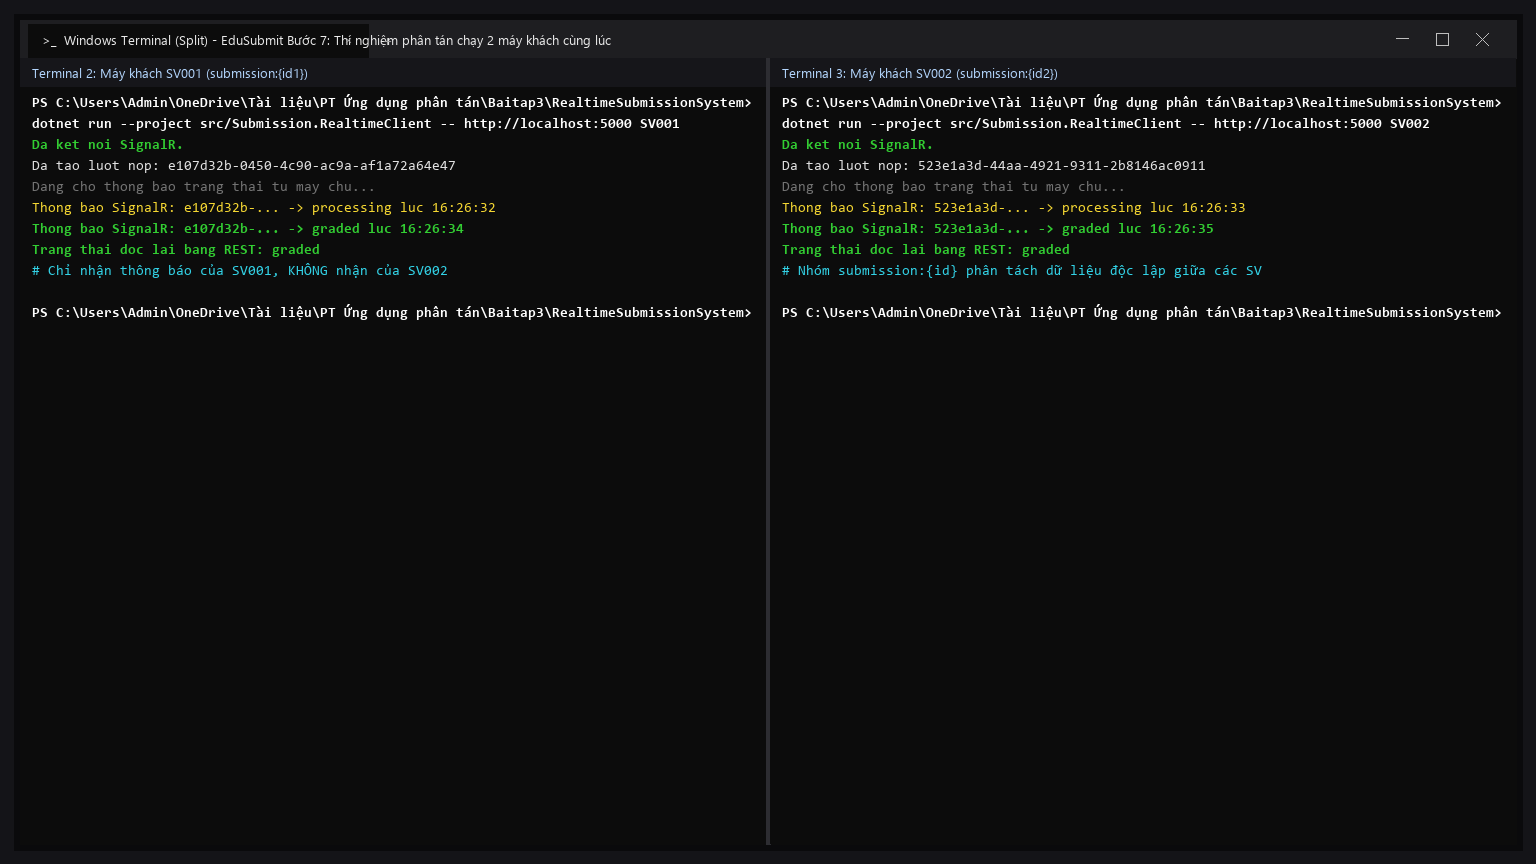 >_ Windows Terminal (Split) - EduSubmit Bước 7: Thí nghiệm phân tán chạy 2 máy khách cùng lúc
Terminal 2: Máy khách SV001 (submission:{id1})
PS C:\Users\Admin\OneDrive\Tài liệu\PT Ứng dụng phân tán\Baitap3\RealtimeSubmissionSystem>
dotnet run --project src/Submission.RealtimeClient -- http://localhost:5000 SV001
Da ket noi SignalR.
Da tao luot nop: e107d32b-0450-4c90-ac9a-af1a72a64e47
Dang cho thong bao trang thai tu may chu...
Thong bao SignalR: e107d32b-... -> processing luc 16:26:32
Thong bao SignalR: e107d32b-... -> graded luc 16:26:34
Trang thai doc lai bang REST: graded
# Chỉ nhận thông báo của SV001, KHÔNG nhận của SV002
PS C:\Users\Admin\OneDrive\Tài liệu\PT Ứng dụng phân tán\Baitap3\RealtimeSubmissionSystem>
Terminal 3: Máy khách SV002 (submission:{id2})
PS C:\Users\Admin\OneDrive\Tài liệu\PT Ứng dụng phân tán\Baitap3\RealtimeSubmissionSystem>
dotnet run --project src/Submission.RealtimeClient -- http://localhost:5000 SV002
Da ket noi SignalR.
Da tao luot nop: 523e1a3d-44aa-4921-9311-2b8146ac0911
Dang cho thong bao trang thai tu may chu...
Thong bao SignalR: 523e1a3d-... -> processing luc 16:26:33
Thong bao SignalR: 523e1a3d-... -> graded luc 16:26:35
Trang thai doc lai bang REST: graded
# Nhóm submission:{id} phân tách dữ liệu độc lập giữa các SV
PS C:\Users\Admin\OneDrive\Tài liệu\PT Ứng dụng phân tán\Baitap3\RealtimeSubmissionSystem>